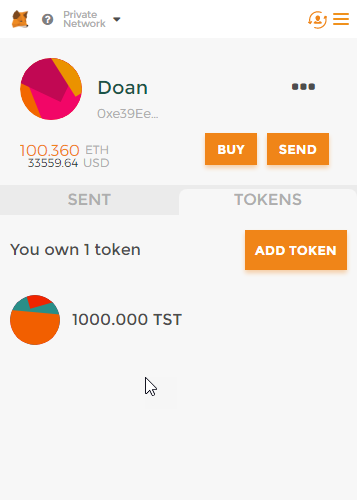 Private
Network
Doan
0xe39Ee...
100.360 ETH
33559.64 USD
BUY
SEND
SENT
TOKENS
You own 1 token
ADD TOKEN
1000.000 TST